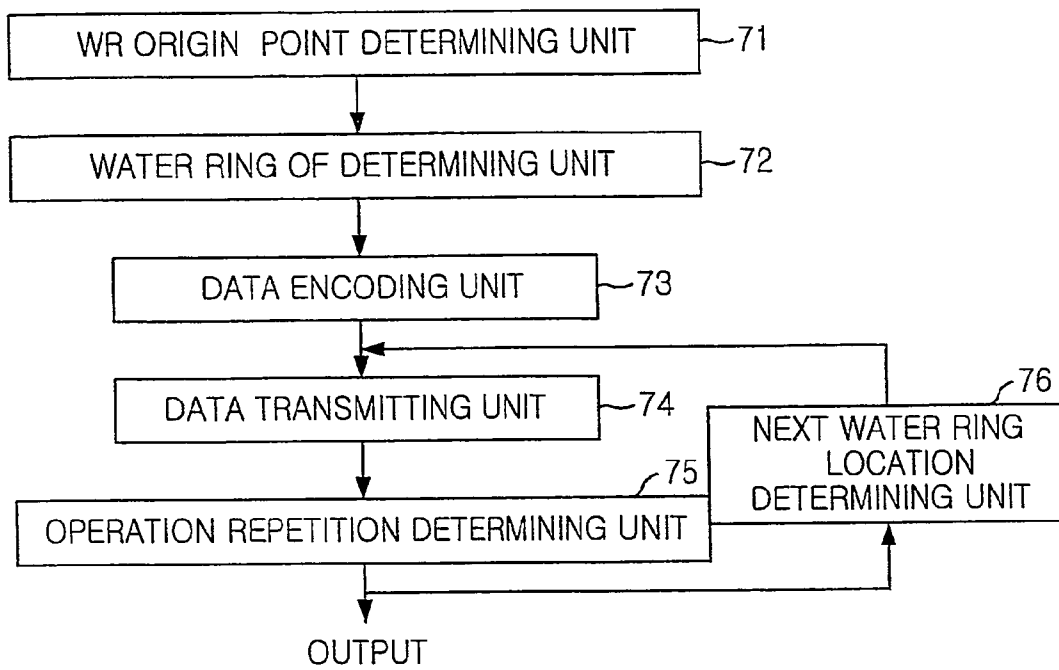 WR ORIGIN POINT DETERMINING UNIT
71
WATER RING OF DETERMINING UNIT
72
DATA ENCODING UNIT
73
DATA TRANSMITTING UNIT
74
76
NEXT WATER RING
LOCATION
DETERMINING UNIT
75
OPERATION REPETITION DETERMINING UNIT
OUTPUT